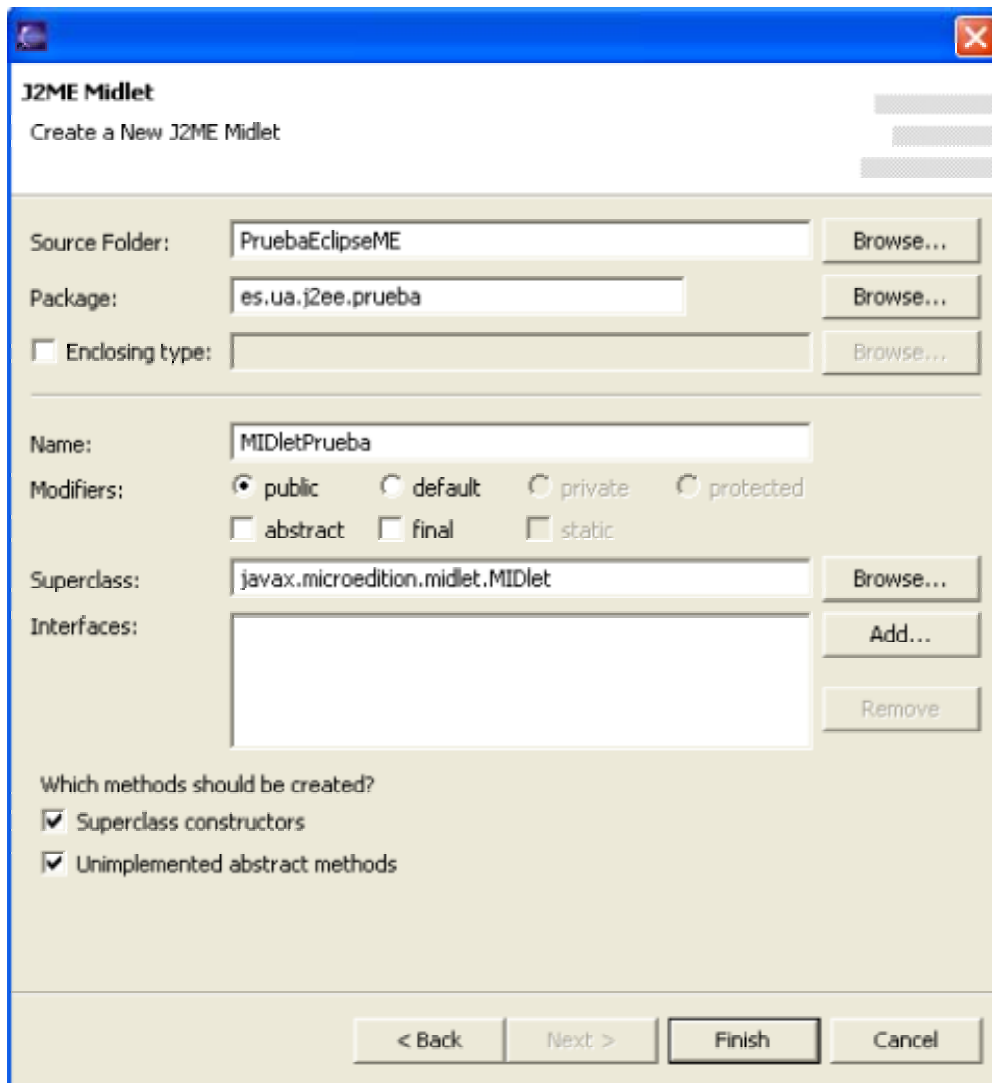 J2ME Midlet
Create a New J2ME Midlet
Source Folder: PruebaEclipseME Browse...
Package: es.ua.j2ee.prueba Browse...
Enclosing type: Browse...
Name: MIDletPrueba
Modifiers: public default private protected
abstract final static
Superclass: javax.microedition.midlet.MIDlet Browse...
Interfaces: Add...
Remove
Which methods should be created?
Superclass constructors
Unimplemented abstract methods
< Back Next > Finish Cancel